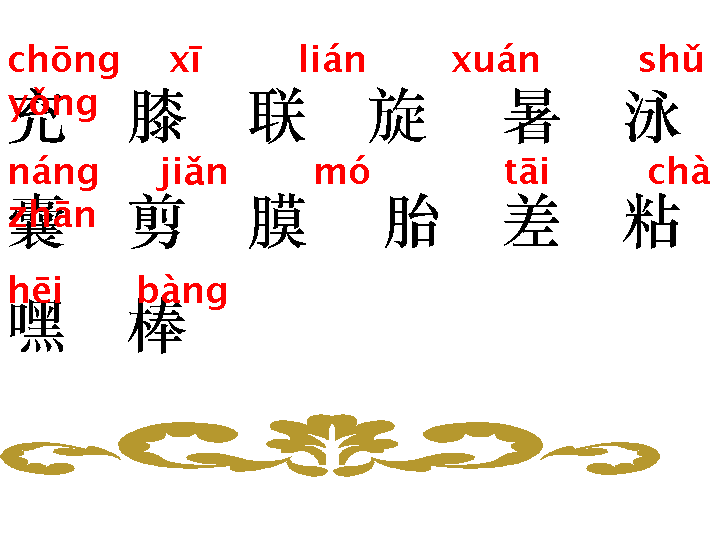 chōng xī lián xuán shǔ
yǒng
充 膝 联 旋 暑 泳
náng jiǎn mó tāi chà
zhān
囊 剪 膜 胎 差 粘
hēi bàng
嘿 棒